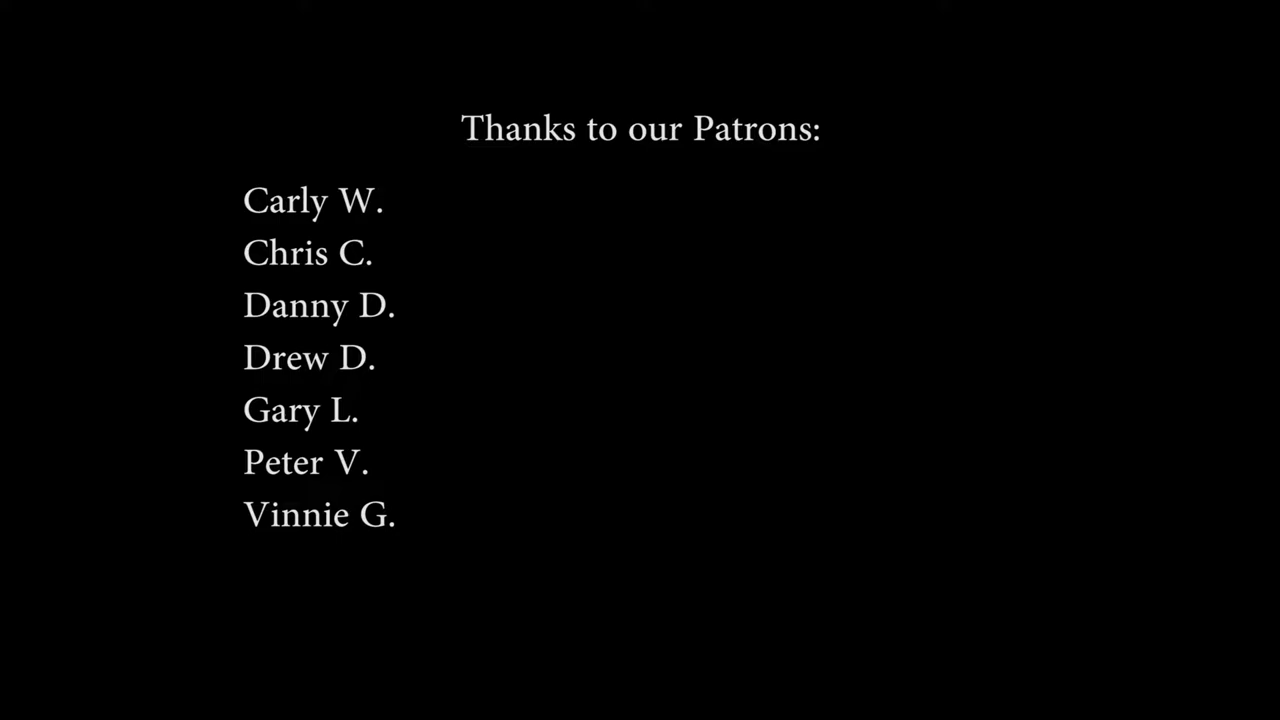 Thanks to our Patrons:
Carly W.
Chris C.
Danny D.
Drew D.
Gary L.
Peter V.
Vinnie G.